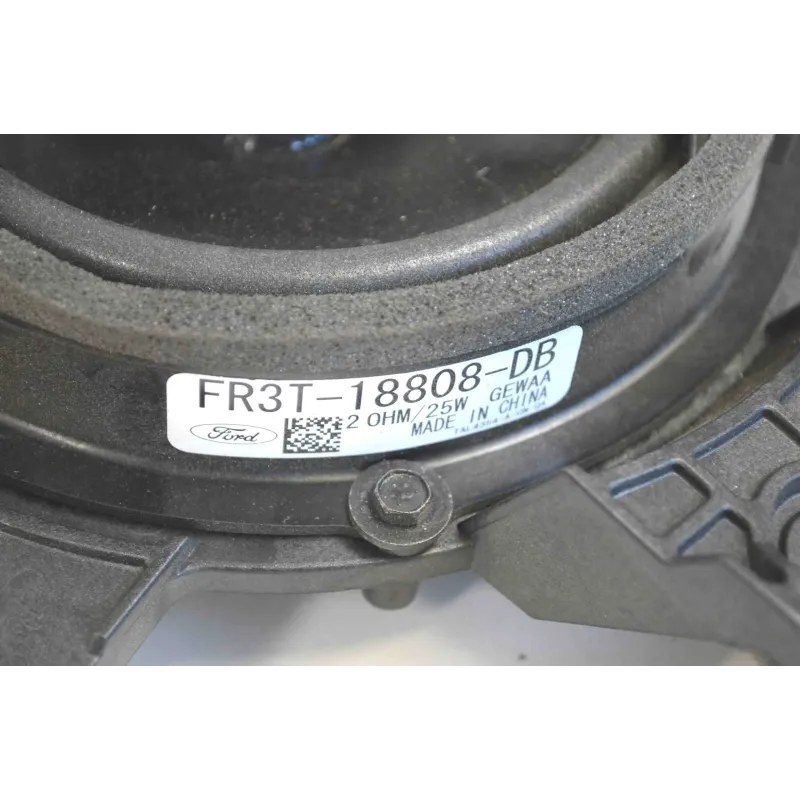 FR3T-18808-DB
Ford
2 OHM/25W GEWAA
MADE IN CHINA